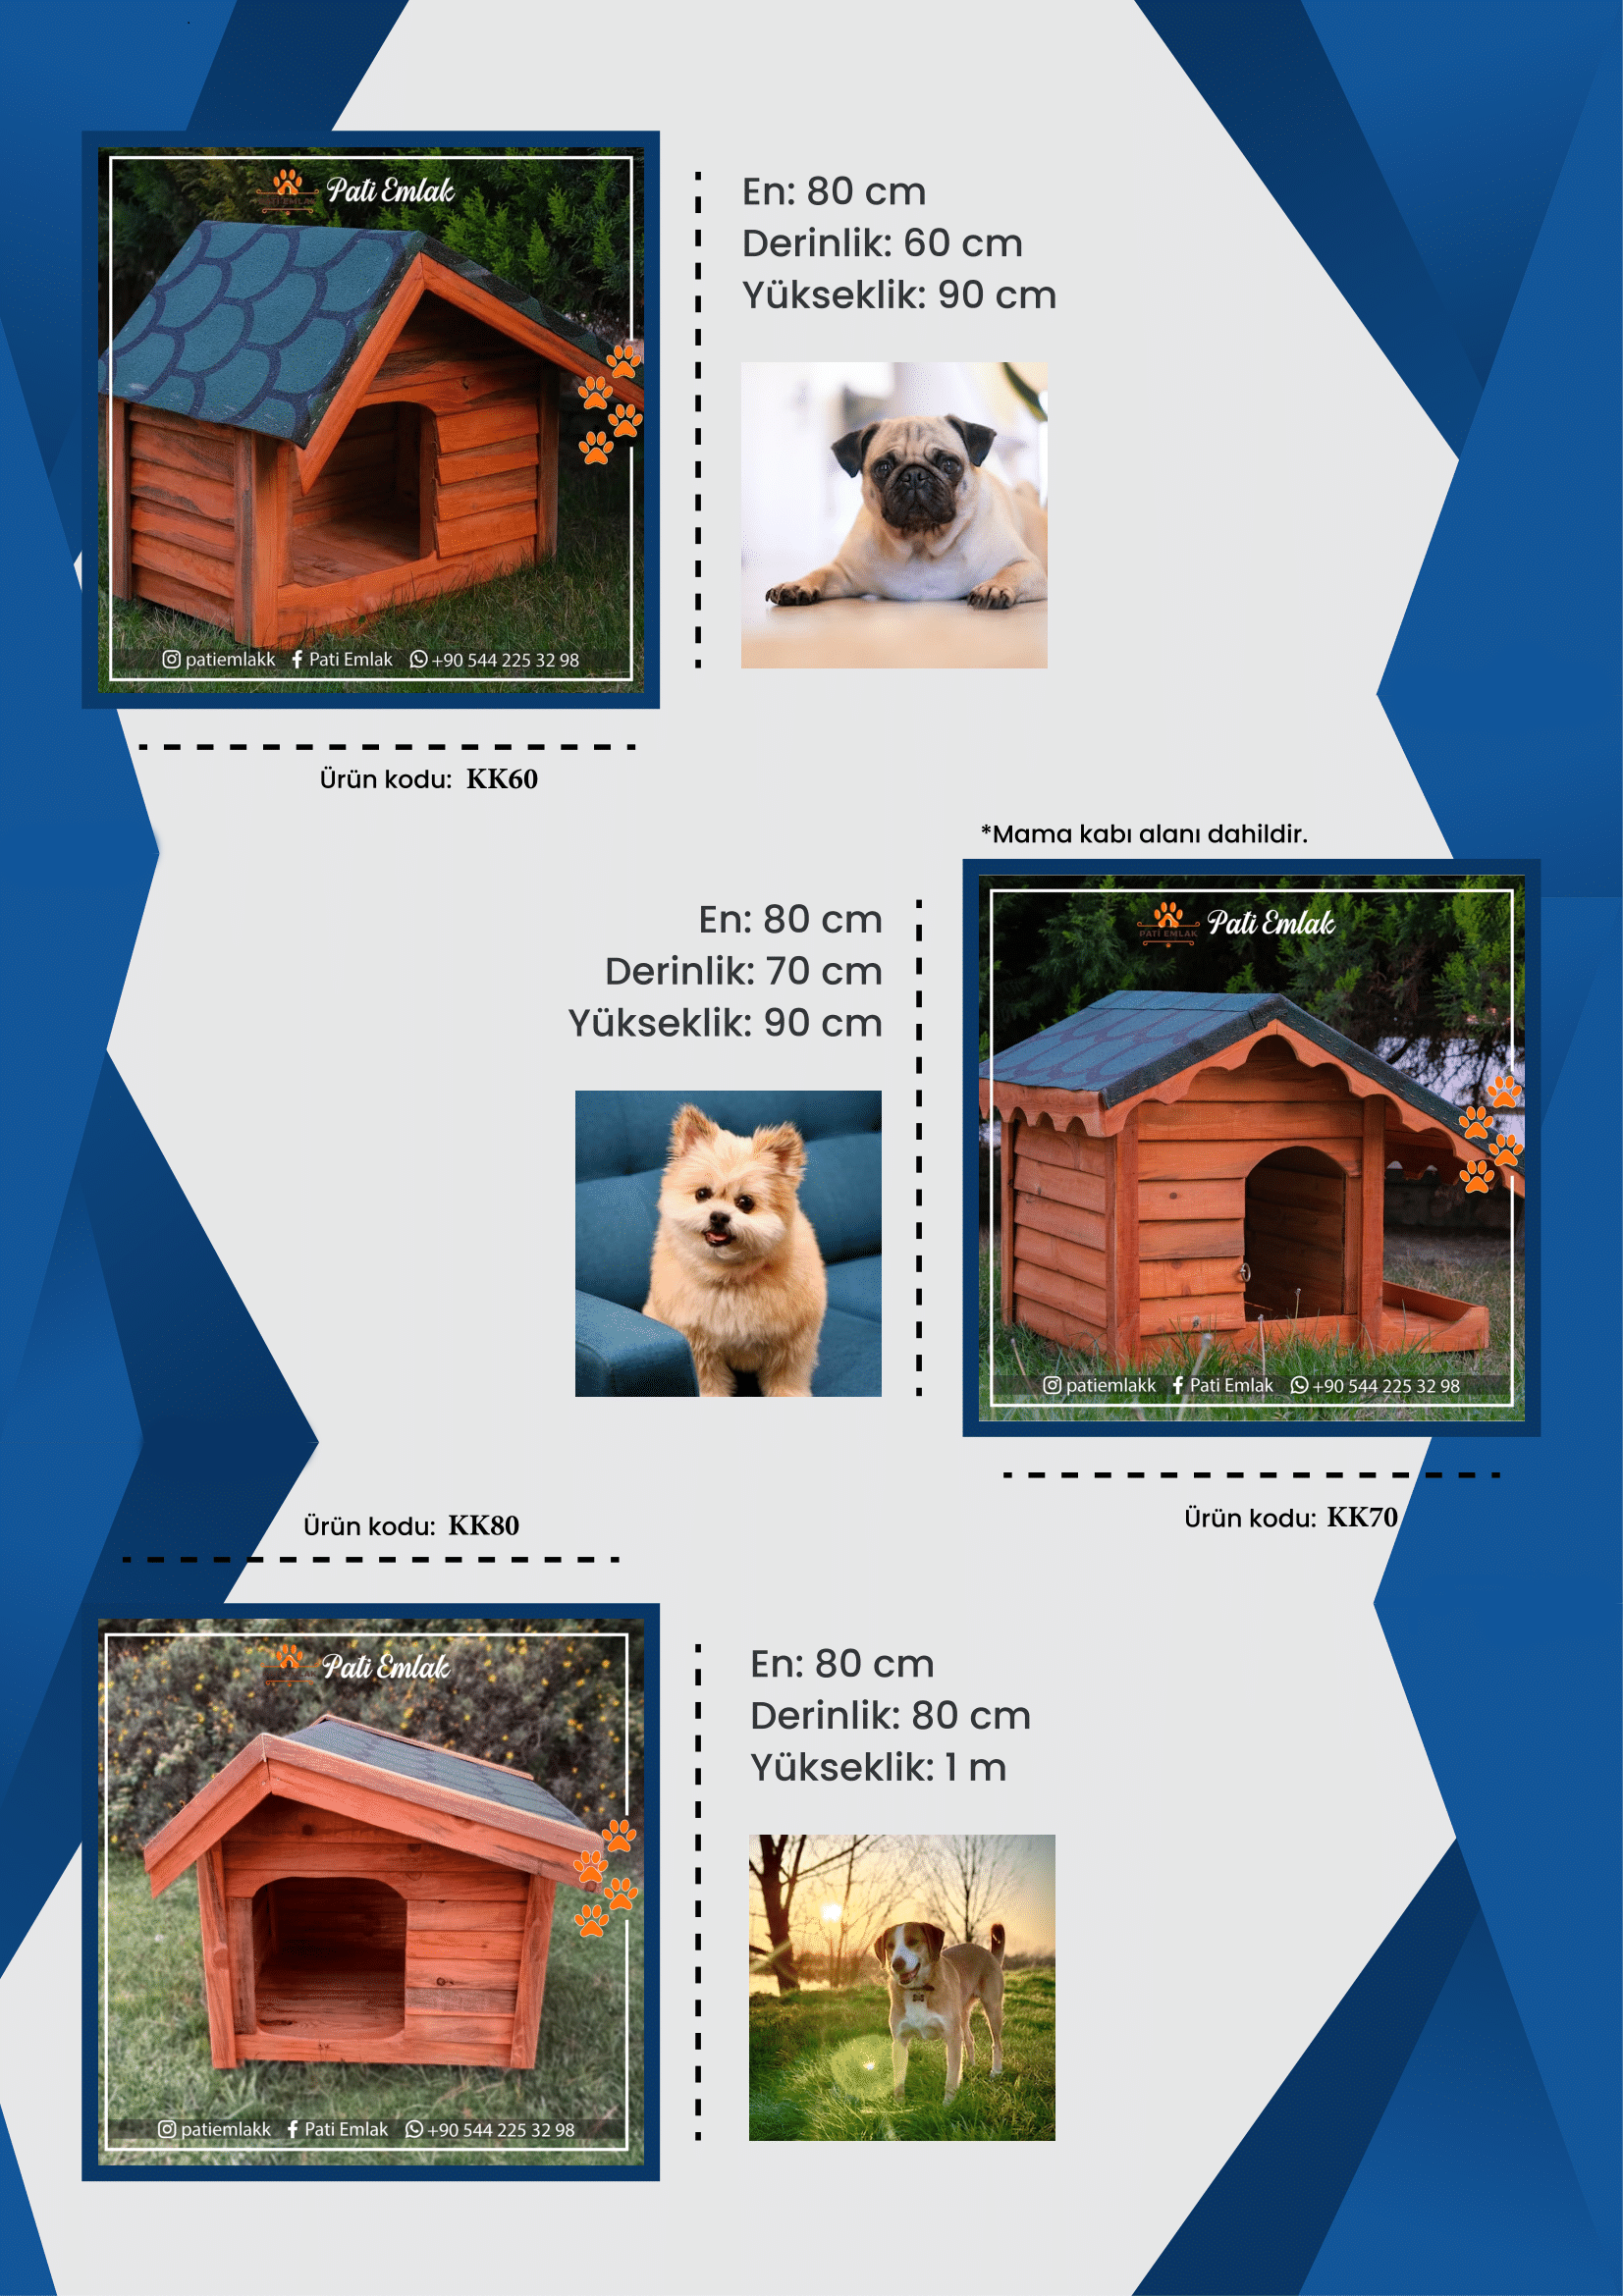 Pati Emlak
patiemlakk Pati Emlak +90 544 225 32 98
En: 80 cm
Derinlik: 60 cm
Yükseklik: 90 cm
Ürün kodu: KK60
*Mama kabı alanı dahildir.
En: 80 cm
Derinlik: 70 cm
Yükseklik: 90 cm
PATİ EMLAK Pati Emlak
patiemlakk Pati Emlak +90 544 225 32 98
Ürün kodu: KK70
Ürün kodu: KK80
Pati Emlak
patiemlakk Pati Emlak +90 544 225 32 98
En: 80 cm
Derinlik: 80 cm
Yükseklik: 1 m